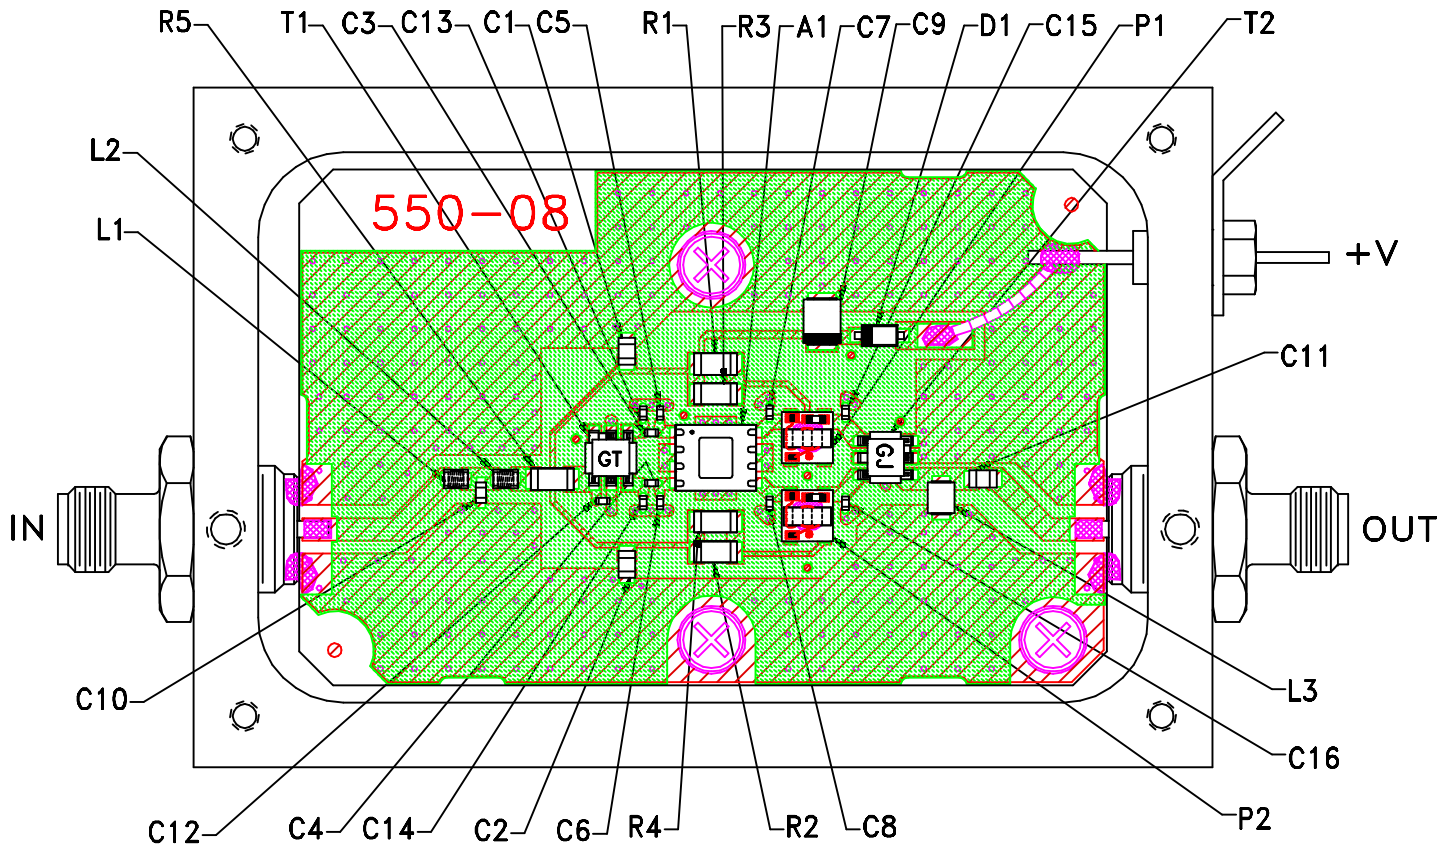 R5 T1 C3 C13 C1 C5 R1 R3 A1 C7 C9 D1 C15 P1 T2
L2
550-08
L1
+V
C11
GT
GJ
IN
OUT
C10
L3
C16
C12 C4 C14 C2 C6 R4 R2 C8 P2